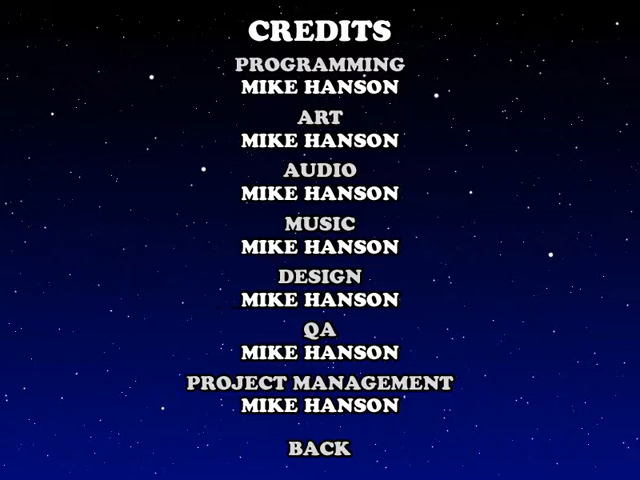 CREDITS
PROGRAMMING
MIKE HANSON
ART
MIKE HANSON
AUDIO
MIKE HANSON
MUSIC
MIKE HANSON
DESIGN
MIKE HANSON
QA
MIKE HANSON
PROJECT MANAGEMENT
MIKE HANSON
BACK